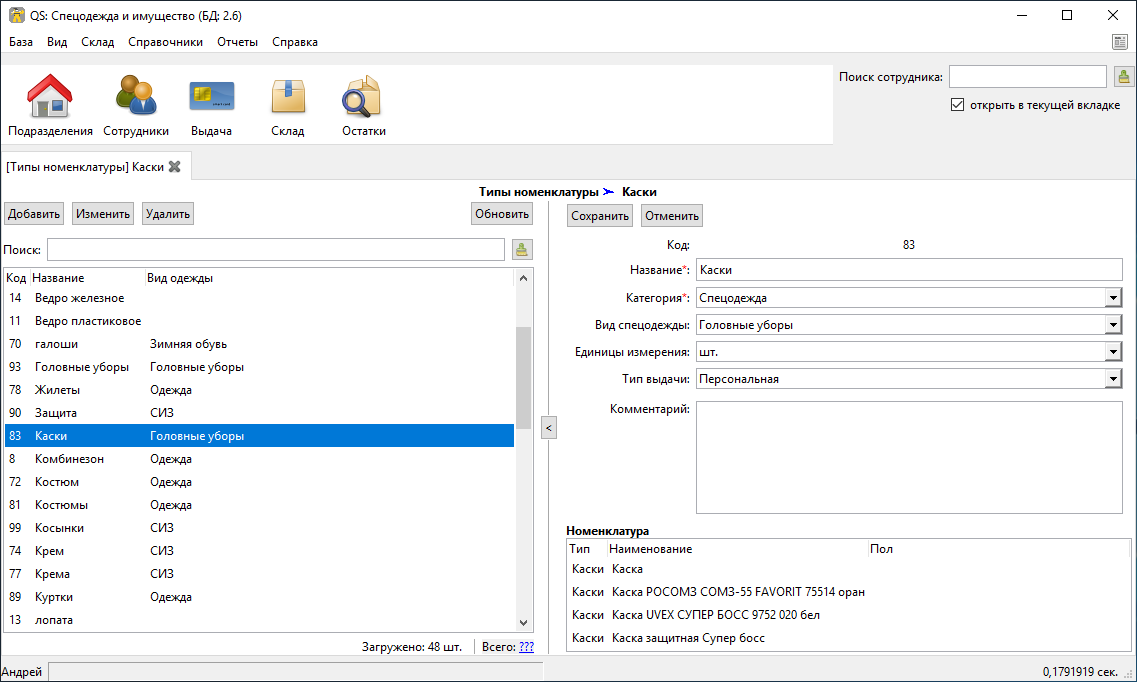 QS: Спецодежда и имущество (БД: 2.6)
База Вид Склад Справочники Отчеты Справка
Подразделения Сотрудники Выдача Склад Остатки
Поиск сотрудника:
открыть в текущей вкладке
[Типы номенклатуры] Каски
Типы номенклатуры Каски
Добавить Изменить Удалить Обновить
Поиск:
Код Название Вид одежды
14 Ведро железное
11 Ведро пластиковое
70 галоши Зимняя обувь
93 Головные уборы Головные уборы
78 Жилеты Одежда
90 Защита СИЗ
83 Каски Головные уборы
8 Комбинезон Одежда
72 Костюм Одежда
81 Костюмы Одежда
99 Косынки СИЗ
74 Крем СИЗ
77 Крема СИЗ
89 Куртки Одежда
13 лопата
Загружено: 48 шт. Всего: ???
<
Сохранить Отменить
Код: 83
Название*: Каски
Категория*: Спецодежда
Вид спецодежды: Головные уборы
Единицы измерения: шт.
Тип выдачи: Персональная
Комментарий:
Номенклатура
Тип Наименование Пол
Каски Каска
Каски Каска РОСОМЗ СОМЗ-55 FAVORIT 75514 оран
Каски Каска UVEX СУПЕР БОСС 9752 020 бел
Каски Каска защитная Супер босс
Андрей 0,1791919 сек.